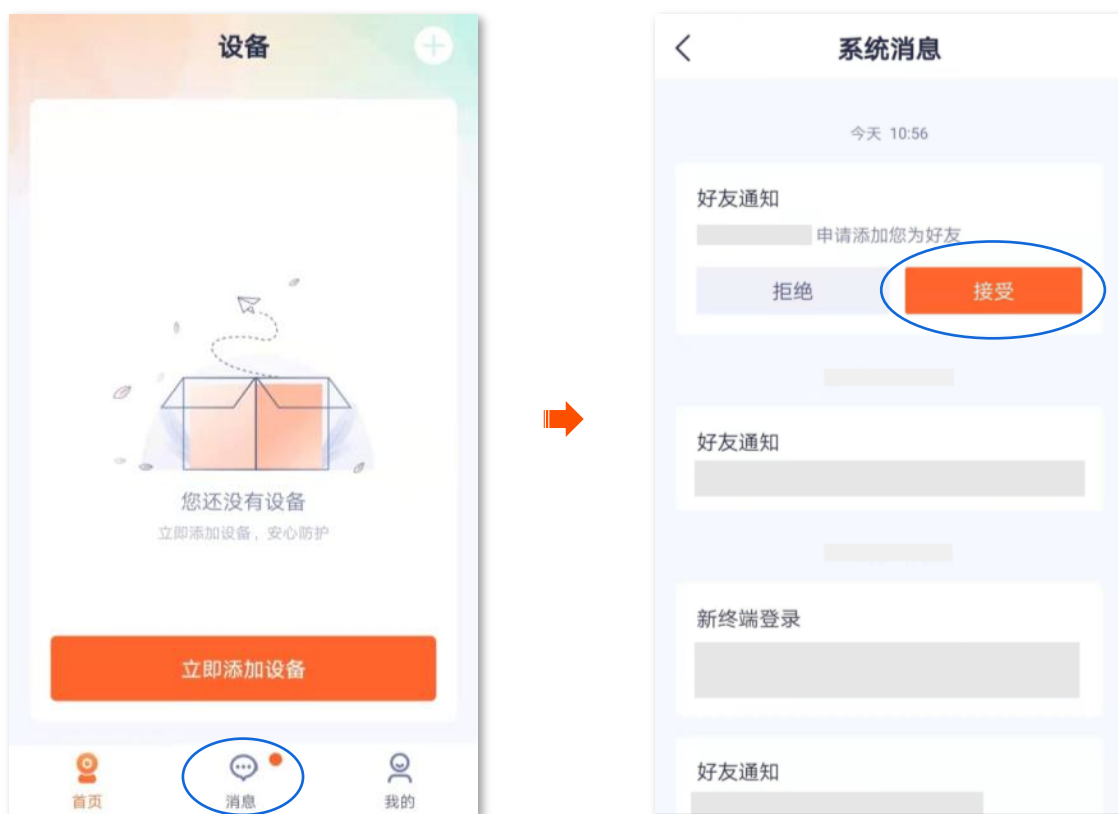 设备
您还没有设备
立即添加设备，安心防护
立即添加设备
首页
消息
我的
系统消息
今天 10:56
好友通知
申请添加您为好友
拒绝
接受
好友通知
新终端登录
好友通知